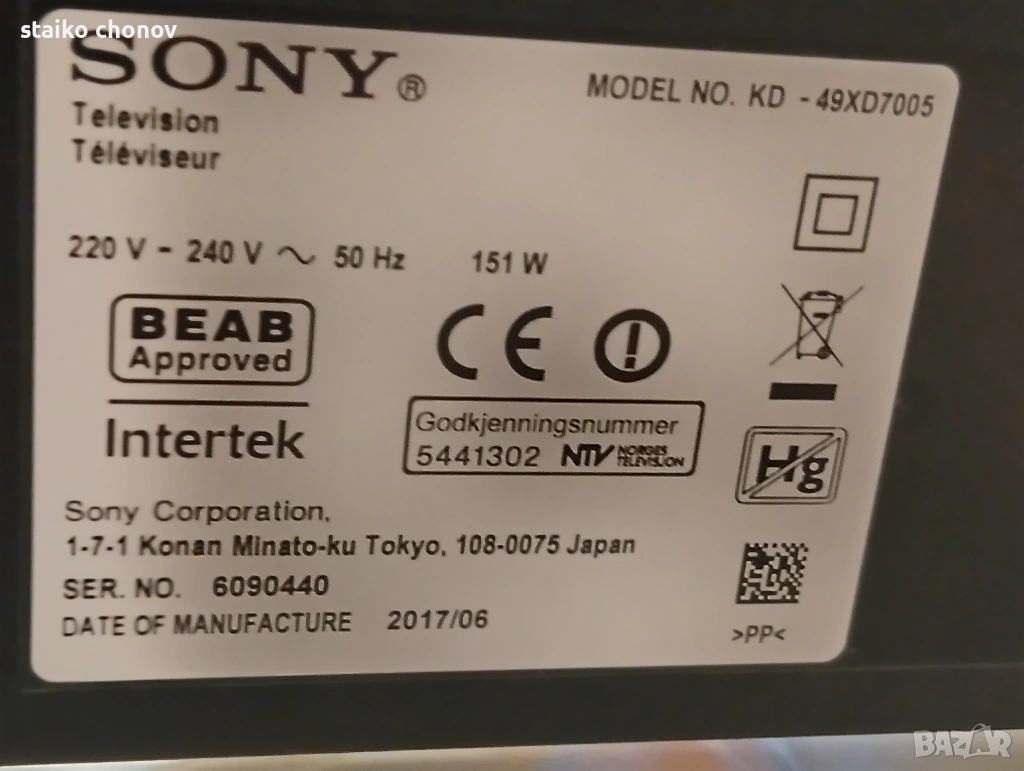 staiko chonov
SONY®
MODEL NO. KD - 49XD7005
Television
Téléviseur
220 V - 240 V ~ 50 Hz 151 W
BEAB
Approved
Intertek
CE
Godkjenningsnummer
5441302 NTV NORGES TELEVISJON
Hg
Sony Corporation,
1-7-1 Konan Minato-ku Tokyo, 108-0075 Japan
SER. NO. 6090440
DATE OF MANUFACTURE 2017/06
>PP<
BAZAR